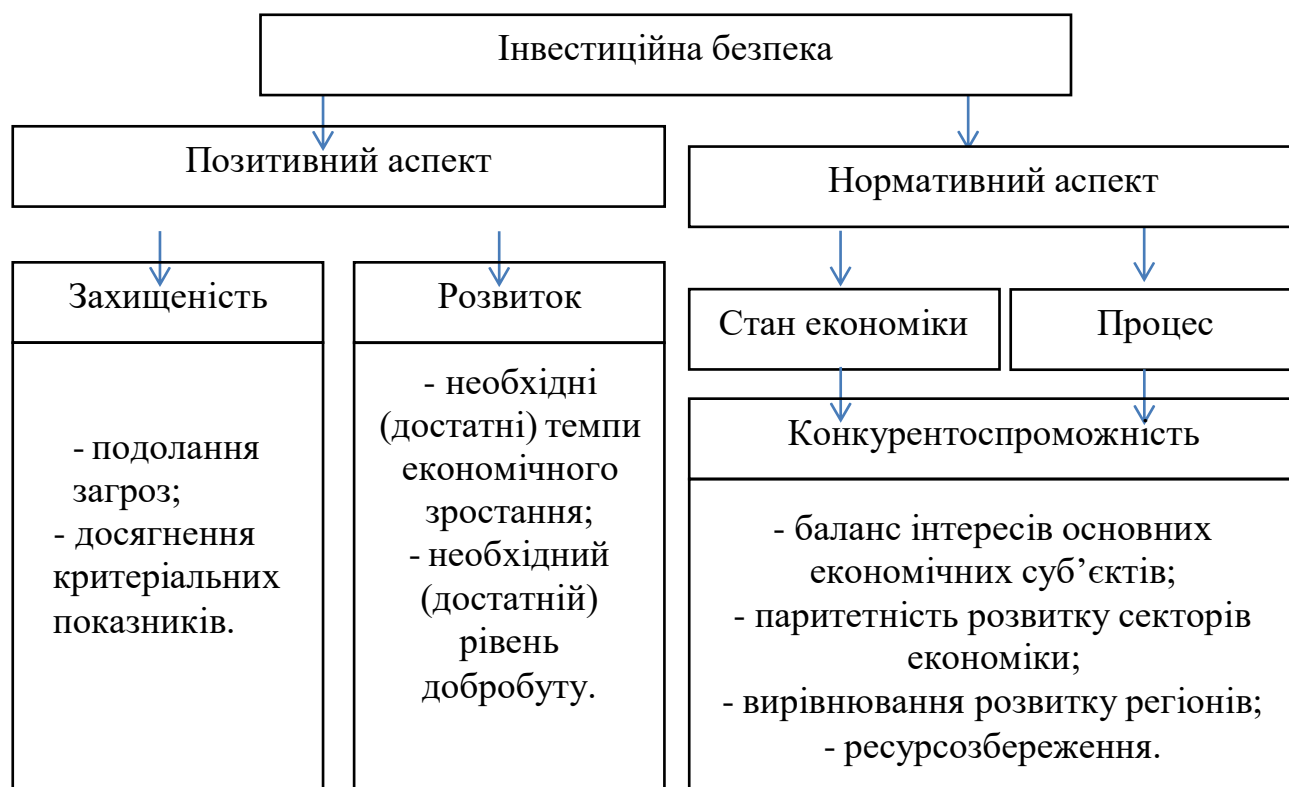 Інвестиційна безпека
Позитивний аспект
Нормативний аспект
Захищеність
Розвиток
Стан економіки
Процес
- подолання
загроз;
- досягнення
критеріальних
показників.
- необхідні
(достатні) темпи
економічного
зростання;
- необхідний
(достатній)
рівень
добробуту.
Конкурентоспроможність
- баланс інтересів основних
економічних суб’єктів;
- паритетність розвитку секторів
економіки;
- вирівнювання розвитку регіонів;
- ресурсозбереження.